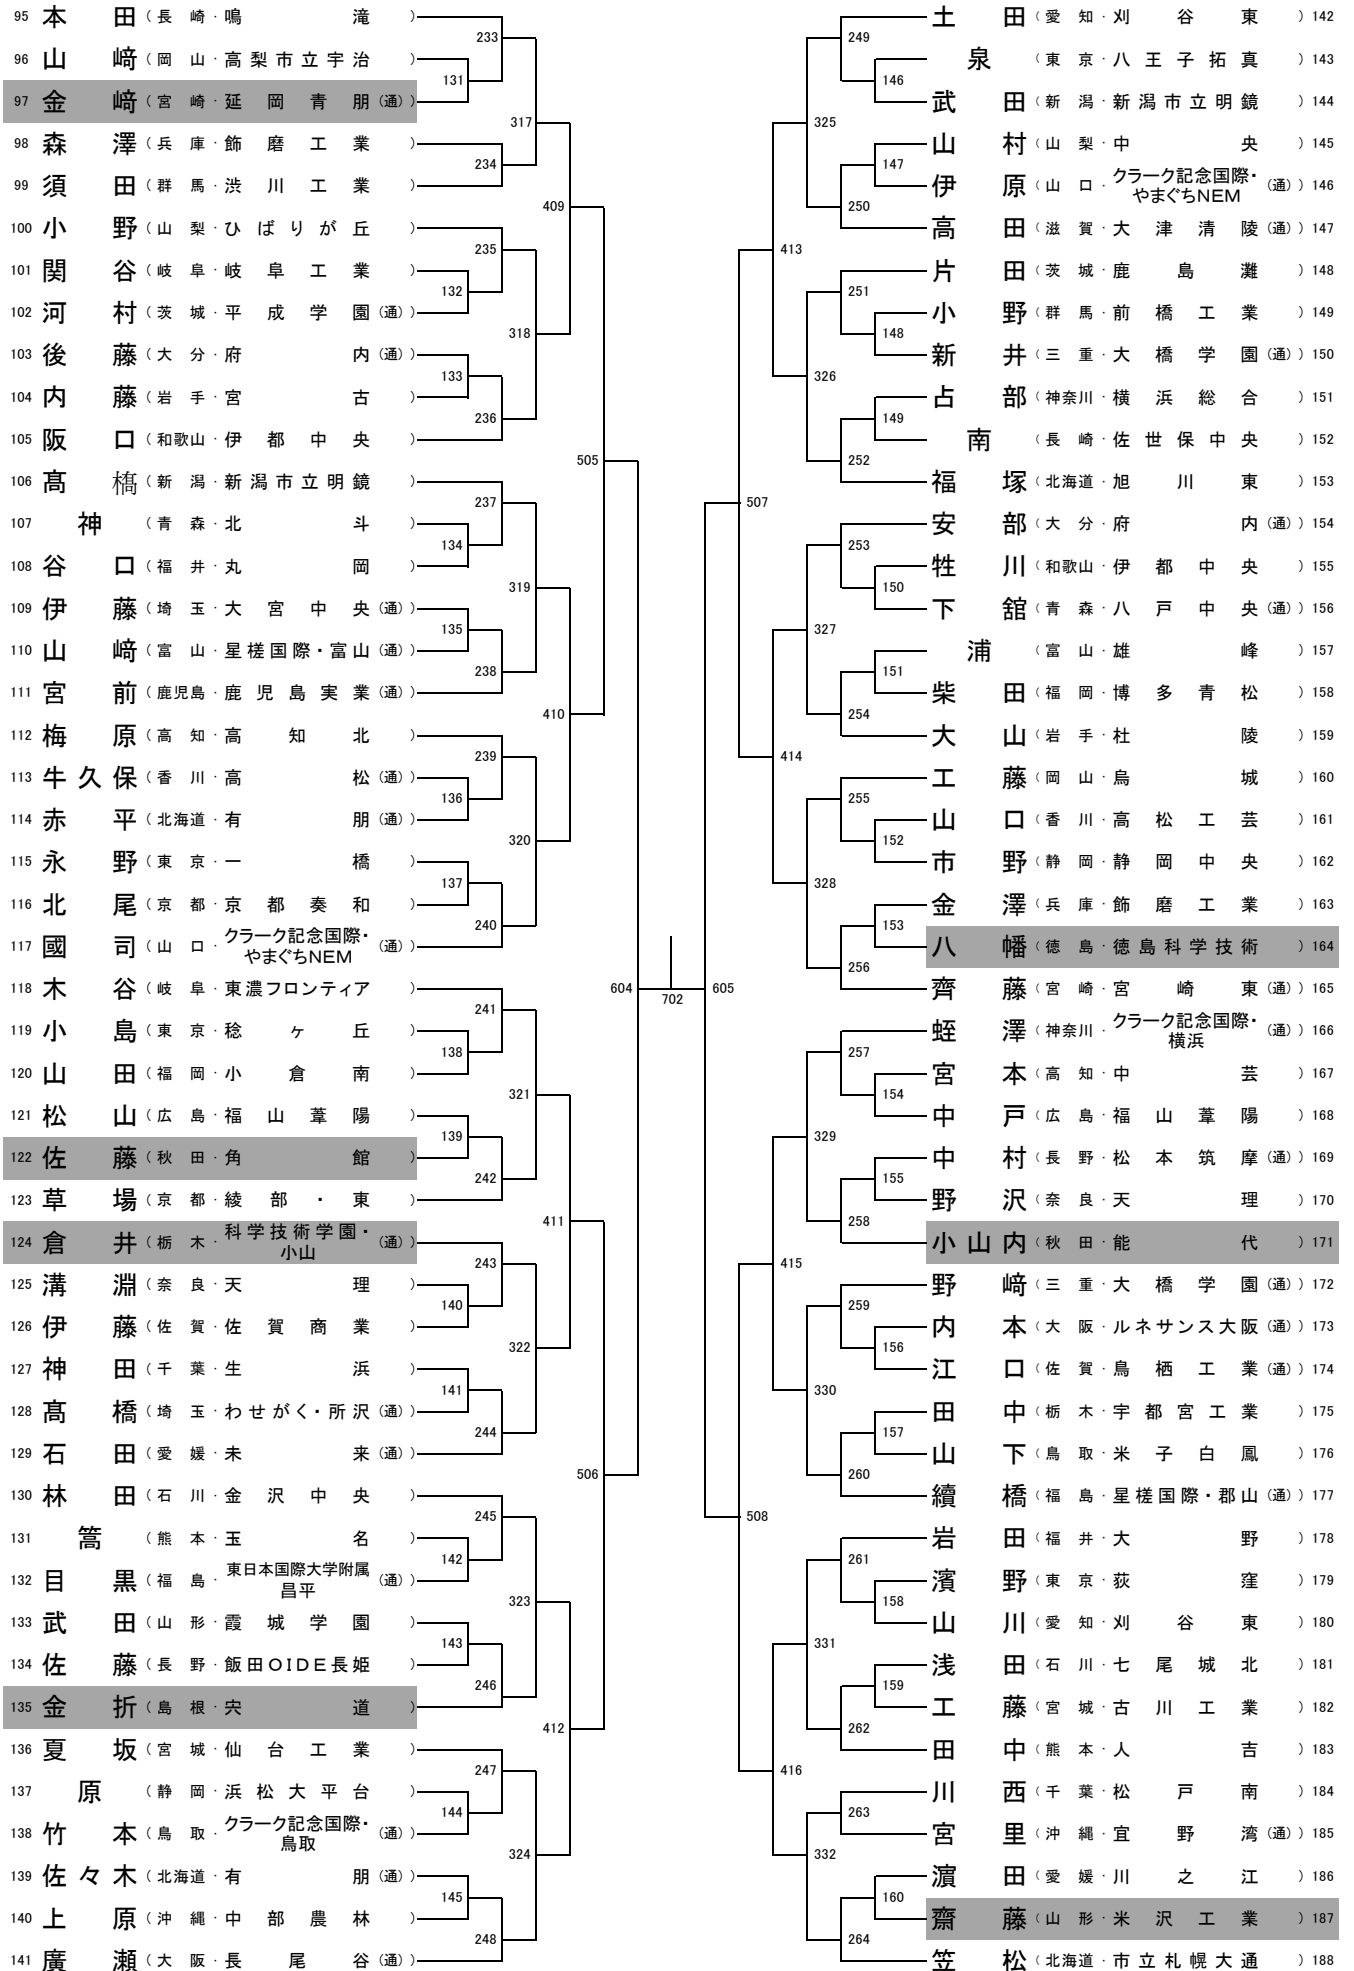 95 本田（長崎・鳴滝）
96 山﨑（岡山・高梨市立宇治）
97 金﨑（宮崎・延岡青朋（通））
98 森澤（兵庫・飾磨工業）
99 須田（群馬・渋川工業）
100 小野（山梨・ひばりが丘）
101 関谷（岐阜・岐阜工業）
102 河村（茨城・平成学園（通））
103 後藤（大分・府内（通））
104 内藤（岩手・宮古）
105 阪口（和歌山・伊都中央）
106 髙橋（新潟・新潟市立明鏡）
107 神（青森・北斗）
108 谷口（福井・丸岡）
109 伊藤（埼玉・大宮中央（通））
110 山﨑（富山・星槎国際・富山（通））
111 宮前（鹿児島・鹿児島実業（通））
112 梅原（高知・高知北）
113 牛久保（香川・高松（通））
114 赤平（北海道・有朋（通））
115 永野（東京・一橋）
116 北尾（京都・京都奏和）
117 國司（山口・クラーク記念国際・やまぐちNEM（通））
118 木谷（岐阜・東濃フロンティア）
119 小島（東京・稔ヶ丘）
120 山田（福岡・小倉南）
121 松山（広島・福山葦陽）
122 佐藤（秋田・角館）
123 草場（京都・綾部・東）
124 倉井（栃木・科学技術学園・小山（通））
125 溝淵（奈良・天理）
126 伊藤（佐賀・佐賀商業）
127 神田（千葉・生浜）
128 髙橋（埼玉・わせがく・所沢（通））
129 石田（愛媛・未来（通））
130 林田（石川・金沢中央）
131 篙（熊本・玉名）
132 目黒（福島・東日本国際大学附属昌平（通））
133 武田（山形・霞城学園）
134 佐藤（長野・飯田OIDE長姫）
135 金折（島根・宍道）
136 夏坂（宮城・仙台工業）
137 原（静岡・浜松大平台）
138 竹本（鳥取・クラーク記念国際・鳥取（通））
139 佐々木（北海道・有朋（通））
140 上原（沖縄・中部農林）
141 廣瀬（大阪・長尾谷（通））
233
131
317
234
409
235
132
318
133
236
505
237
134
319
135
238
410
239
136
320
137
240
604
702
605
241
138
321
139
242
411
243
140
322
141
244
506
245
142
323
143
246
412
247
144
324
145
248
249
146
325
147
250
413
251
148
326
149
252
507
253
150
327
151
254
414
255
152
328
153
256
257
154
329
155
258
415
259
156
330
157
260
508
261
158
331
159
262
416
263
332
160
264
土田（愛知・刈谷東）142
泉（東京・八王子拓真）143
武田（新潟・新潟市立明鏡）144
山村（山梨・中央）145
伊原（山口・クラーク記念国際・やまぐちNEM（通））146
高田（滋賀・大津清陵（通））147
片田（茨城・鹿島灘）148
小野（群馬・前橋工業）149
新井（三重・大橋学園（通））150
占部（神奈川・横浜総合）151
南（長崎・佐世保中央）152
福塚（北海道・旭川東）153
安部（大分・府内（通））154
牲川（和歌山・伊都中央）155
下舘（青森・八戸中央（通））156
浦（富山・雄峰）157
柴田（福岡・博多青松）158
大山（岩手・杜陵）159
工藤（岡山・烏城）160
山口（香川・高松工芸）161
市野（静岡・静岡中央）162
金澤（兵庫・飾磨工業）163
八幡（徳島・徳島科学技術）164
齊藤（宮崎・宮崎東（通））165
蛭澤（神奈川・クラーク記念国際・横浜（通））166
宮本（高知・中芸）167
中戸（広島・福山葦陽）168
中村（長野・松本筑摩（通））169
野沢（奈良・天理）170
小山内（秋田・能代）171
野﨑（三重・大橋学園（通））172
内本（大阪・ルネサンス大阪（通））173
江口（佐賀・鳥栖工業（通））174
田中（栃木・宇都宮工業）175
山下（鳥取・米子白鳳）176
續橋（福島・星槎国際・郡山（通））177
岩田（福井・大野）178
濱野（東京・荻窪）179
山川（愛知・刈谷東）180
浅田（石川・七尾城北）181
工藤（宮城・古川工業）182
田中（熊本・人吉）183
川西（千葉・松戸南）184
宮里（沖縄・宜野湾（通））185
濵田（愛媛・川之江）186
齋藤（山形・米沢工業）187
笠松（北海道・市立札幌大通）188